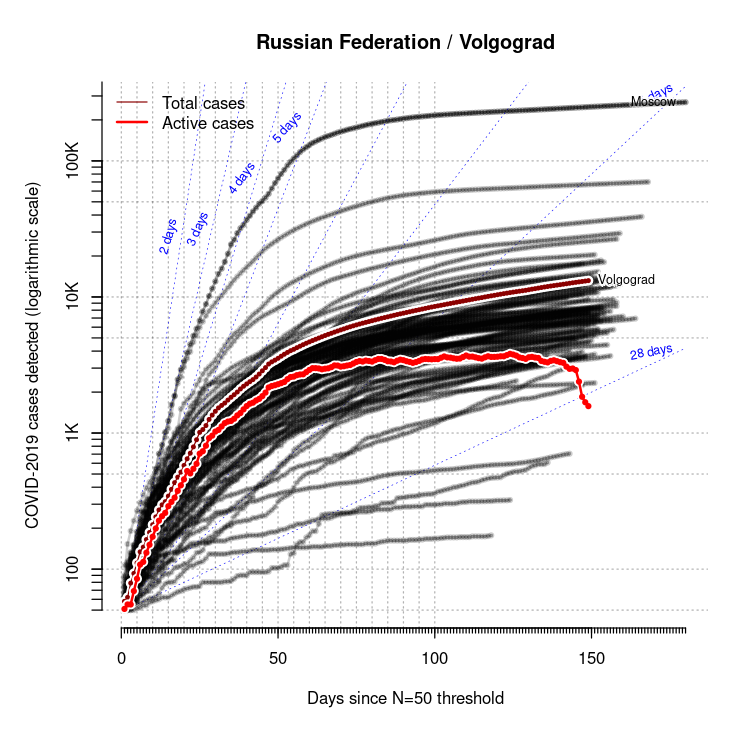 Russian Federation / Volgograd
Total cases
Active cases
2 days
3 days
4 days
5 days
days
Moscow
Volgograd
28 days
COVID-2019 cases detected (logarithmic scale)
100K
10K
1K
100
0
50
100
150
Days since N=50 threshold